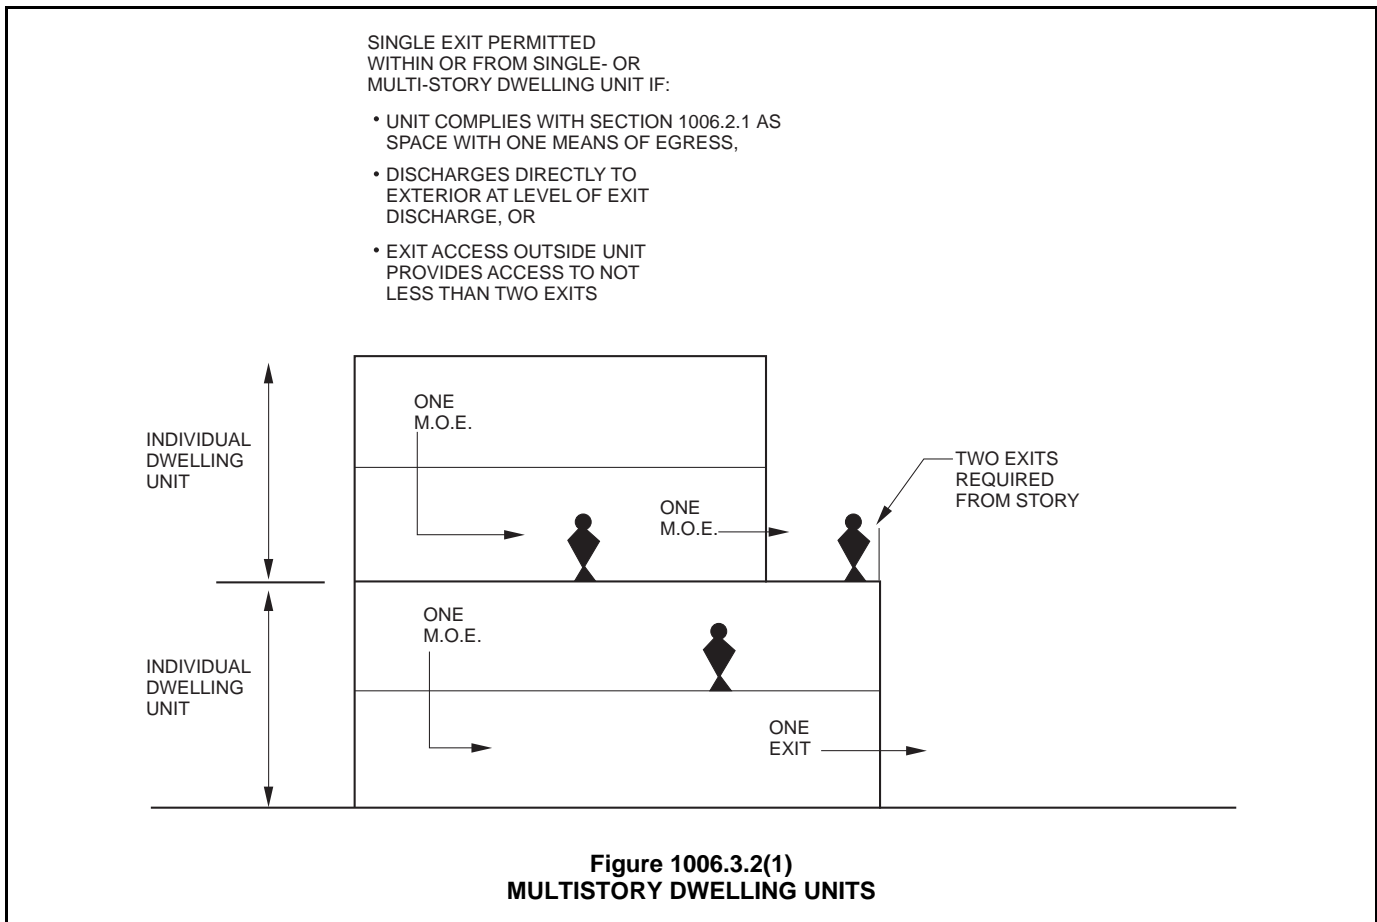 SINGLE EXIT PERMITTED
WITHIN OR FROM SINGLE- OR
MULTI-STORY DWELLING UNIT IF:
• UNIT COMPLIES WITH SECTION 1006.2.1 AS
SPACE WITH ONE MEANS OF EGRESS,
• DISCHARGES DIRECTLY TO
EXTERIOR AT LEVEL OF EXIT
DISCHARGE, OR
• EXIT ACCESS OUTSIDE UNIT
PROVIDES ACCESS TO NOT
LESS THAN TWO EXITS
ONE
M.O.E.
INDIVIDUAL
DWELLING
UNIT
TWO EXITS
REQUIRED
FROM STORY
ONE
M.O.E.
ONE
M.O.E.
INDIVIDUAL
DWELLING
UNIT
ONE
EXIT
Figure 1006.3.2(1)
MULTISTORY DWELLING UNITS